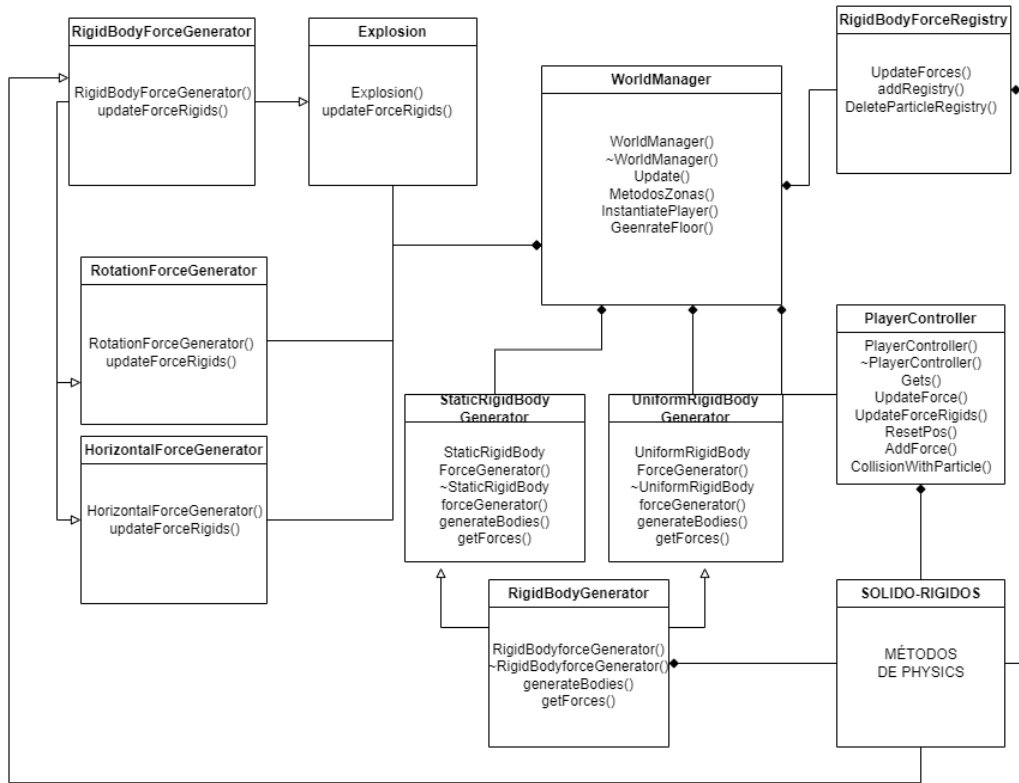 RigidBodyForceGenerator
RigidBodyForceGenerator()
updateForceRigids()
Explosion
Explosion()
updateForceRigids()
WorldManager
WorldManager()
~WorldManager()
Update()
MetodosZonas()
InstantiatePlayer()
GeenrateFloor()
RigidBodyForceRegistry
UpdateForces()
addRegistry()
DeleteParticleRegistry()
RotationForceGenerator
RotationForceGenerator()
updateForceRigids()
HorizontalForceGenerator
HorizontalForceGenerator()
updateForceRigids()
StaticRigidBody
Generator
StaticRigidBody
ForceGenerator()
~StaticRigidBody
forceGenerator()
generateBodies()
getForces()
UniformRigidBody
Generator
UniformRigidBody
ForceGenerator()
~UniformRigidBody
forceGenerator()
generateBodies()
getForces()
PlayerController
PlayerController()
~PlayerController()
Gets()
UpdateForce()
UpdateForceRigids()
ResetPos()
AddForce()
CollisionWithParticle()
RigidBodyGenerator
RigidBodyforceGenerator()
~RigidBodyforceGenerator()
generateBodies()
getForces()
SOLIDO-RIGIDOS
MÉTODOS
DE PHYSICS